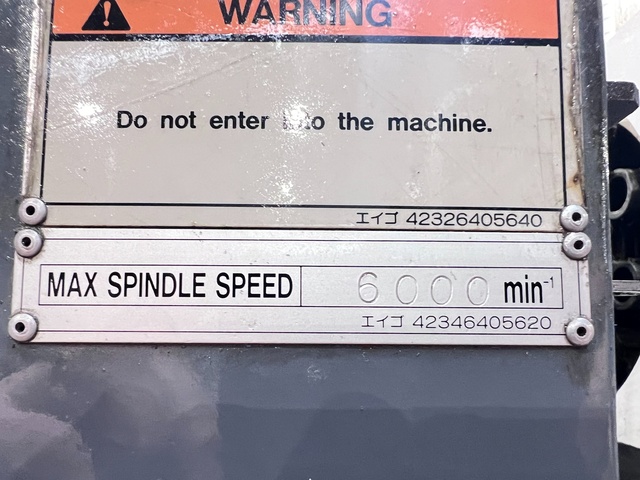 WARNING
Do not enter into the machine.
エイゴ 42326405640
MAX SPINDLE SPEED 6000 min⁻¹
エイゴ 42346405620